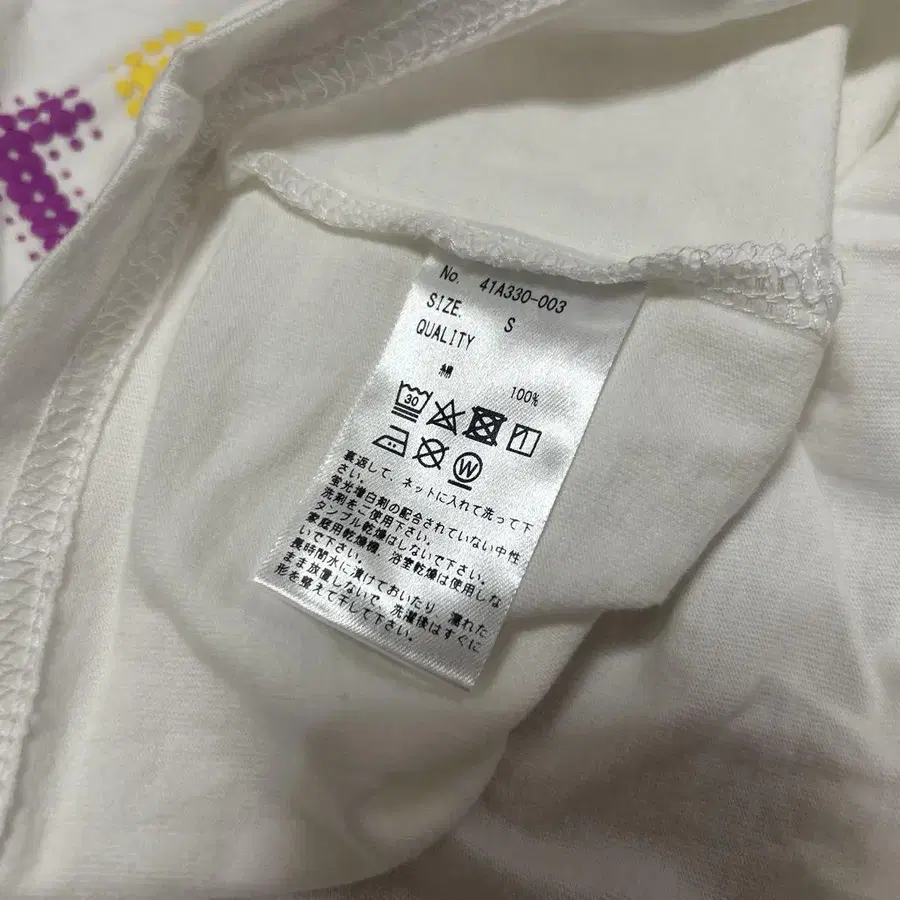 No. 41A330-003
SIZE. S
QUALITY
綿 100%
30
W
裏返して、ネットに入れて洗って下
さい。
蛍光増白剤の配合されていない中性
洗剤をご使用下さい。
タンブル乾燥はしないで下さい。
家庭用乾燥機、浴室乾燥は使用しな
いで下さい。
長時間水に漬けておいたり、濡れた
まま放置しないで、洗濯後はすぐに
形を整えて干して下さい。